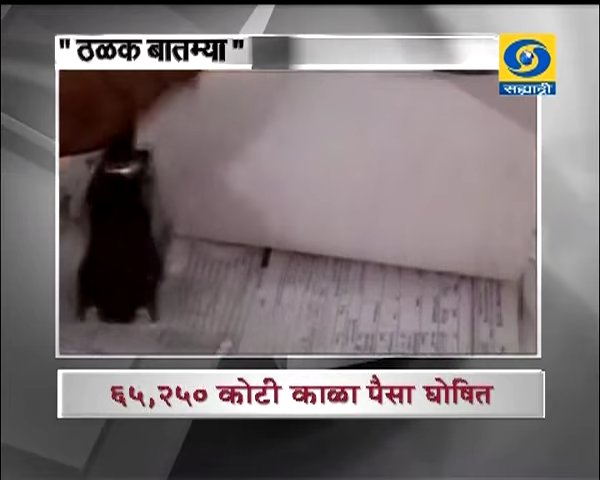 " ठळक बातम्या "
सह्याद्री
६५,२५० कोटी काळा पैसा घोषित